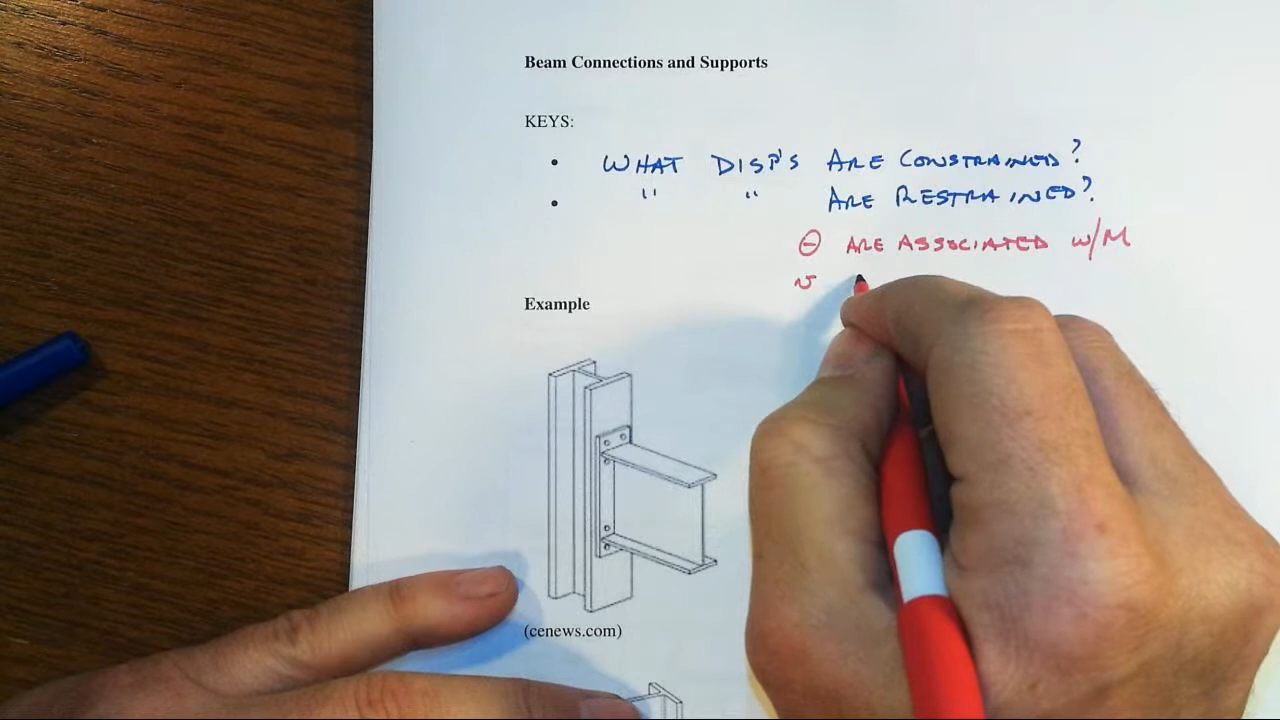 Beam Connections and Supports
KEYS:
• WHAT DISP'S ARE CONSTRAINED?
• " " ARE RESTRAINED?
θ ARE ASSOCIATED W/M
v
Example
(cenews.com)